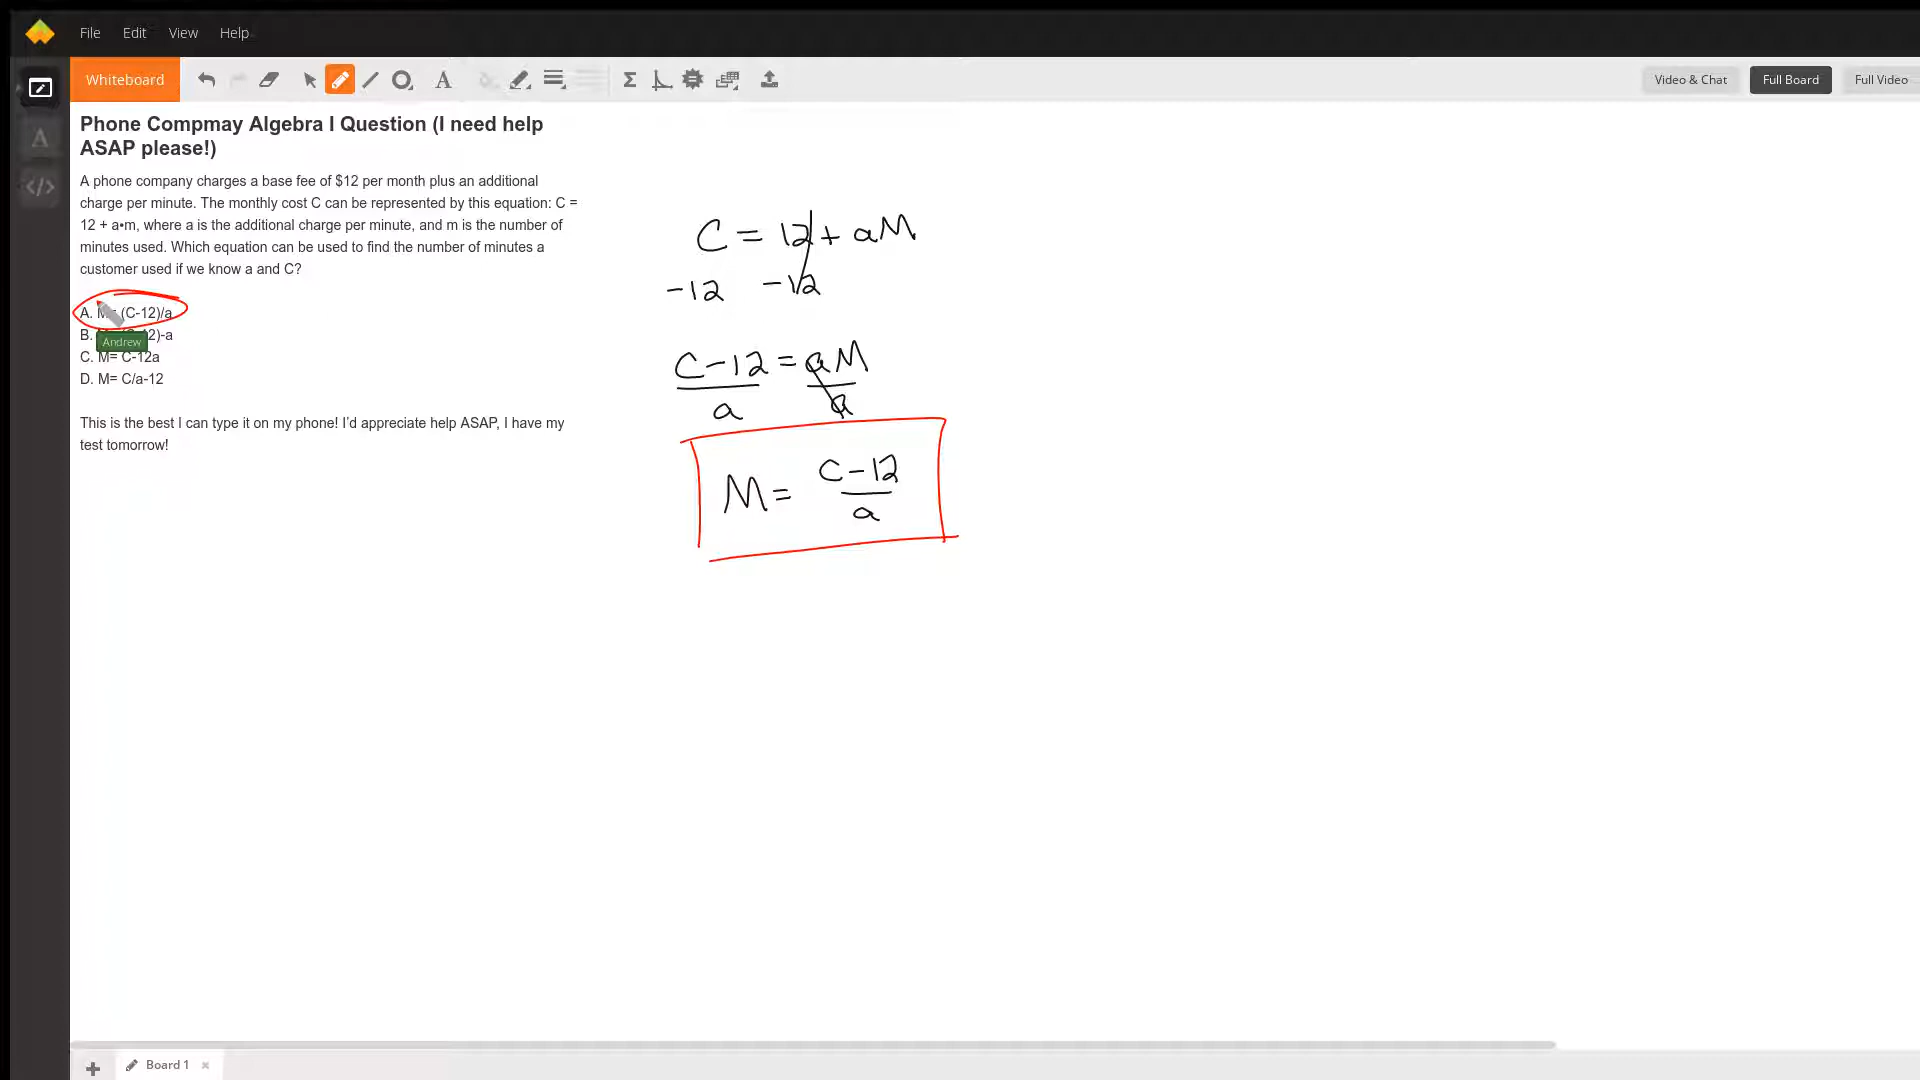 File Edit View Help
Whiteboard
Video & Chat Full Board Full Video
Phone Compmay Algebra I Question (I need help
ASAP please!)
A phone company charges a base fee of $12 per month plus an additional
charge per minute. The monthly cost C can be represented by this equation: C =
12 + a•m, where a is the additional charge per minute, and m is the number of
minutes used. Which equation can be used to find the number of minutes a
customer used if we know a and C?
A. M= (C-12)/a
B. 2)-a
Andrew
C. M= C-12a
D. M= C/a-12
This is the best I can type it on my phone! I'd appreciate help ASAP, I have my
test tomorrow!
C = 12 + aM
-12 -12
C-12 = aM
a a
M = C-12
a
Board 1